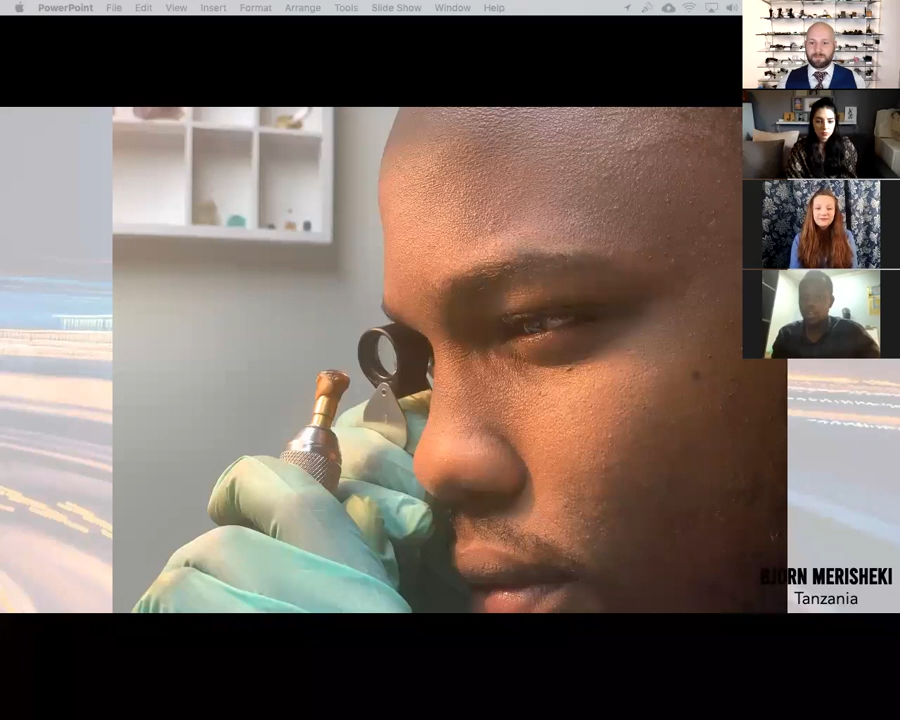 PowerPoint File Edit View Insert Format Arrange Tools Slide Show Window Help
BJORN MERISHEKI
Tanzania